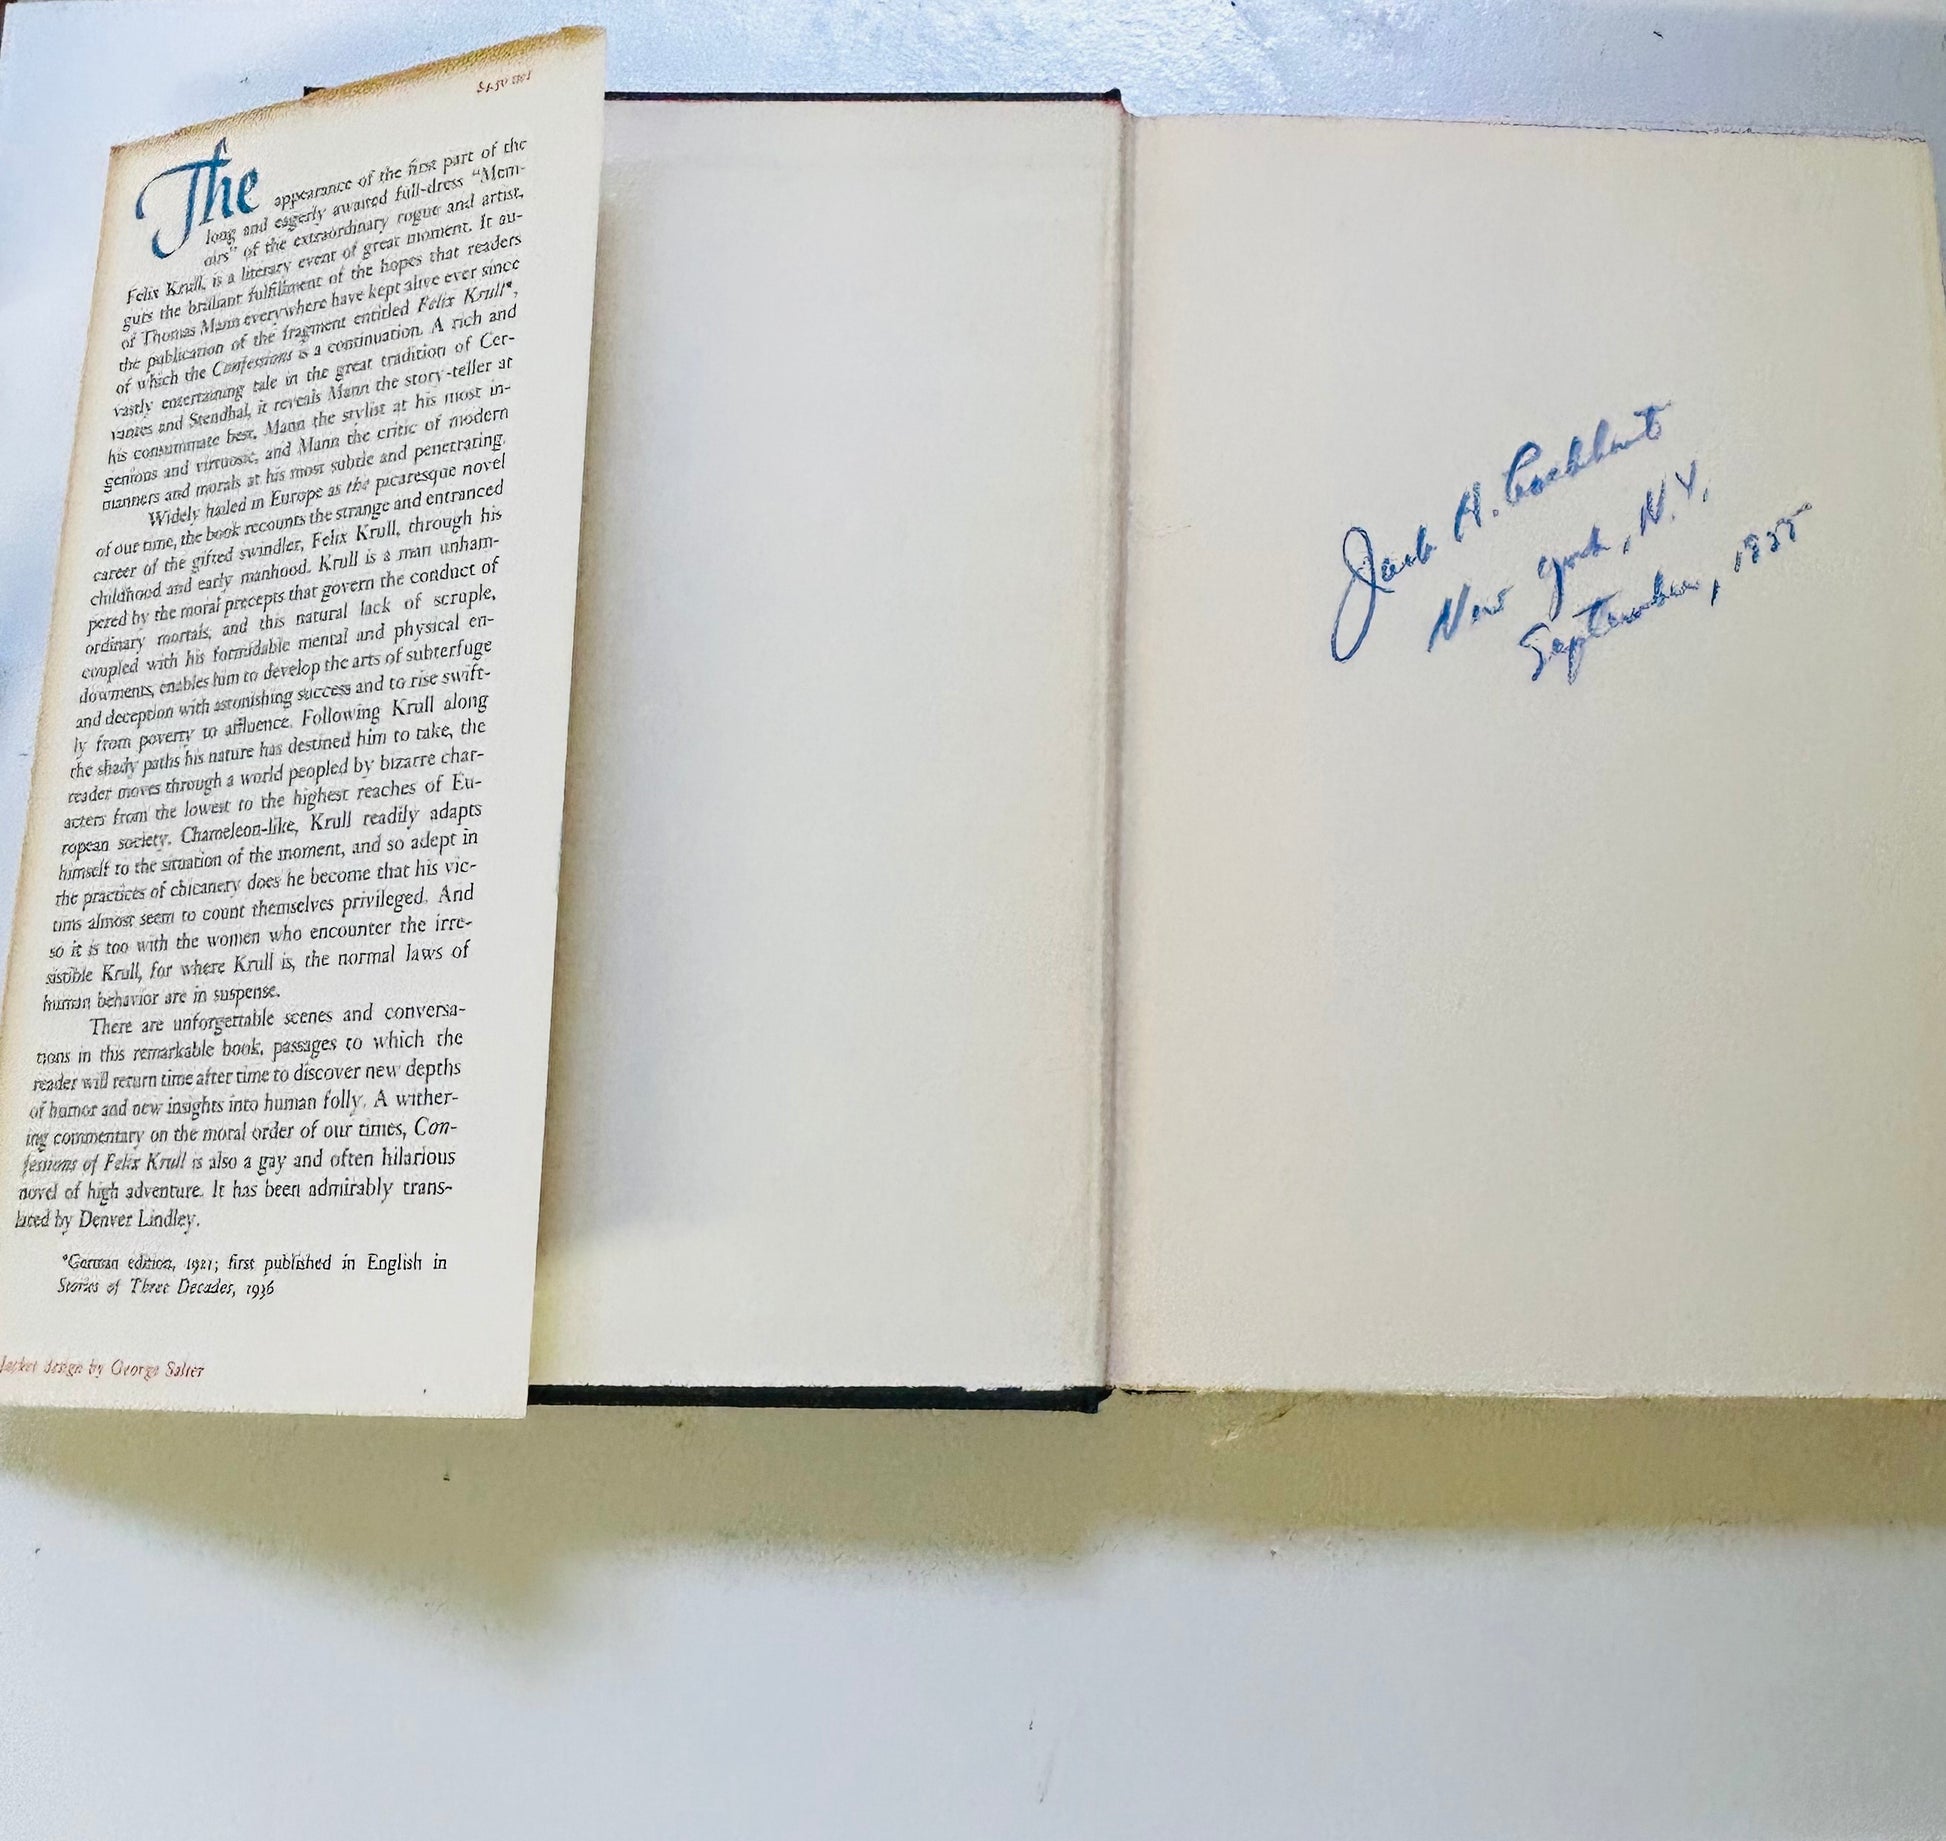 The appearance of the first part of the
long and eagerly awaited full-dress "Mem-
oirs" of the extraordinary rogue and artist,
Felix Krull, is a literary event of great moment. It au-
gurs the brilliant fulfillment of the hopes that readers
of Thomas Mann everywhere have kept alive ever since
the publication of the fragment entitled Felix Krull*,
of which the Confessions is a continuation. A rich and
vastly entertaining tale in the great tradition of Cer-
vantes and Stendhal, it reveals Mann the story-teller at
his consummate best, Mann the stylist at his most in-
genious and virtuosic, and Mann the critic of modern
manners and morals at his most subtle and penetrating.
Widely hailed in Europe as the picaresque novel
of our time, the book recounts the strange and entranced
career of the gifted swindler, Felix Krull, through his
childhood and early manhood. Krull is a man unham-
pered by the moral precepts that govern the conduct of
ordinary mortals, and this natural lack of scruple,
coupled with his formidable mental and physical en-
dowments, enables him to develop the arts of subterfuge
and deception with astonishing success and to rise swift-
ly from poverty to affluence. Following Krull along
the shady paths his nature has destined him to take, the
reader moves through a world peopled by bizarre char-
acters from the lowest to the highest reaches of Eu-
ropean society. Chameleon-like, Krull readily adapts
himself to the situation of the moment, and so adept in
the practices of chicanery does he become that his vic-
tims almost seem to count themselves privileged. And
so it is too with the women who encounter the irre-
sistible Krull, for where Krull is, the normal laws of
human behavior are in suspense.
There are unforgettable scenes and conversa-
tions in this remarkable book, passages to which the
reader will return time after time to discover new depths
of humor and new insights into human folly. A wither-
ing commentary on the moral order of our times, Con-
fessions of Felix Krull is also a gay and often hilarious
novel of high adventure. It has been admirably trans-
lated by Denver Lindley.
*German edition, 1921; first published in English in
Stories of Three Decades, 1936
Jacket design by George Salter
Jack A.
New York, N.Y.
September, 1955